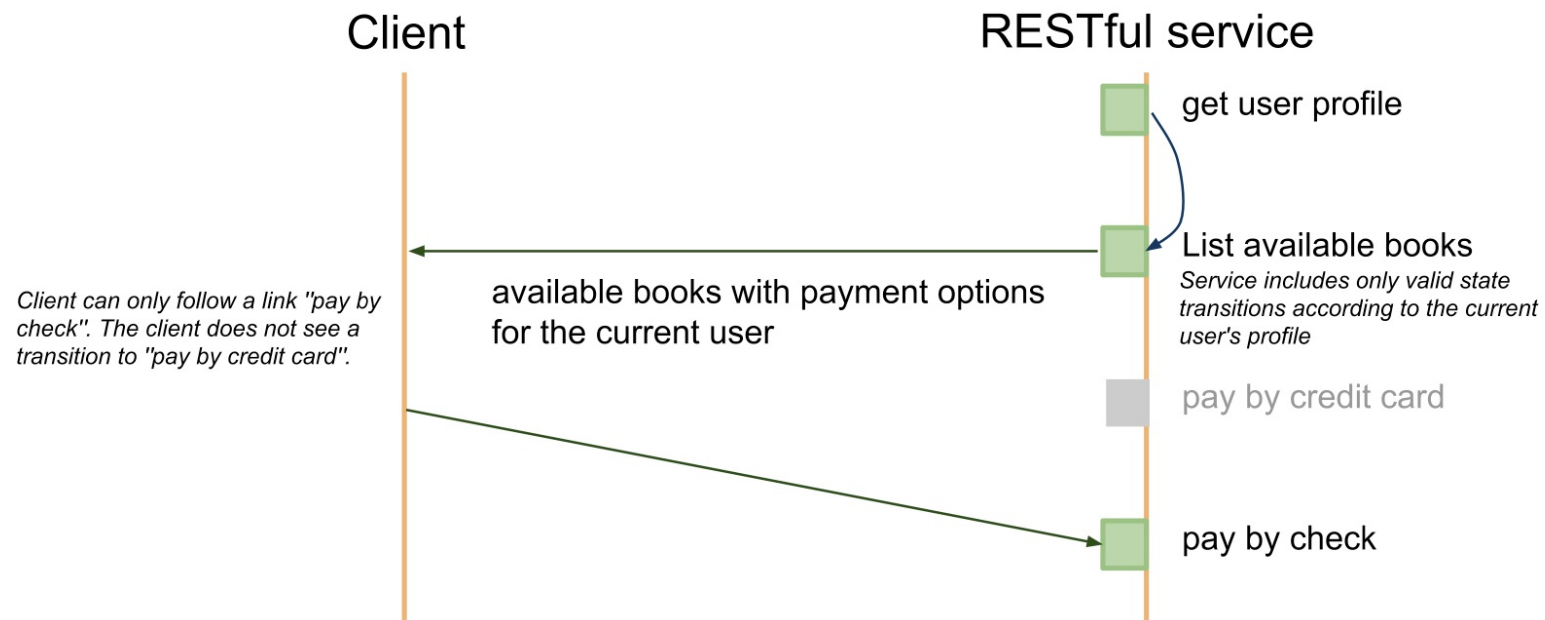 Client
RESTful service
get user profile
List available books
Service includes only valid state
transitions according to the current
user's profile
available books with payment options
for the current user
Client can only follow a link "pay by
check". The client does not see a
transition to "pay by credit card".
pay by credit card
pay by check